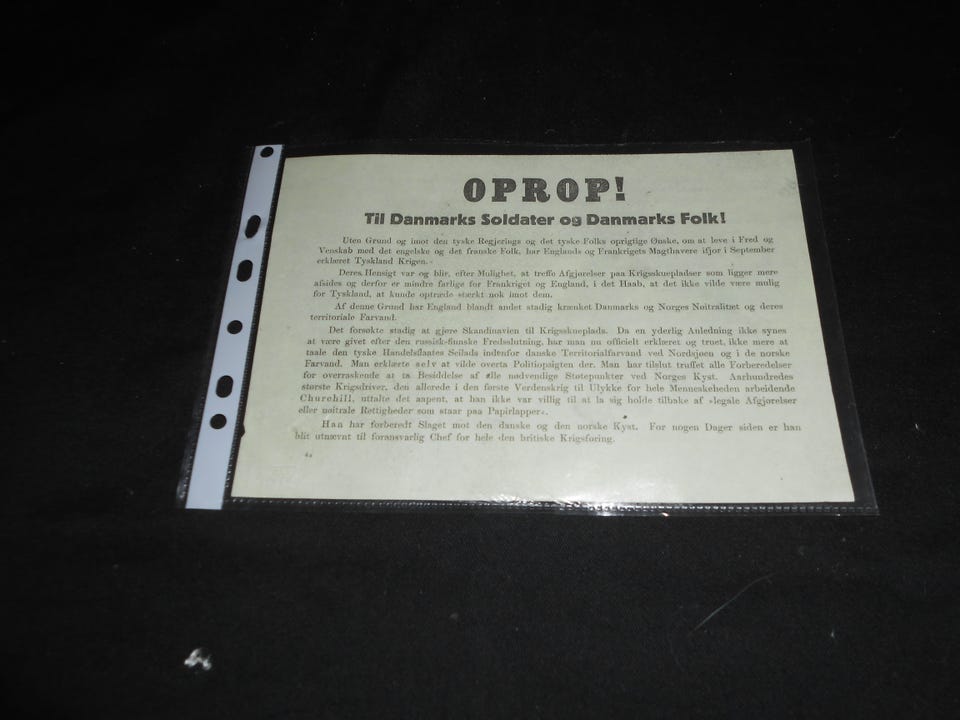 OPROP!
Til Danmarks Soldater og Danmarks Folk!
Uten Grund og imot den tyske Regjerings og det tyske Folks oprigtige Ønske, om at leve i Fred og
Venskab med det engelske og det franske Folk, har Englands og Frankrigets Magthavere ifjor i September
erklæret Tyskland Krigen.
Deres Hensigt var og blir, efter Mulighet, at treffe Afgjørelser paa Krigsskuepladser som ligger mere
afsides og derfor er mindre farlige for Frankriget og England, i det Haab, at det ikke vilde være mulig
for Tyskland, at kunde optræde stærkt nok imot dem.
Af denne Grund har England blandt andet stadig krænket Danmarks og Norges Nøitralitæt og deres
territoriale Farvand.
Det forsøkte stadig at gjøre Skandinavien til Krigsskueplads. Da en yderlig Anledning ikke synes
at være givet efter den russisk-finske Fredsslutning, har man nu officielt erklæret og truet, ikke mere at
taale den tyske Handelsflaates Seilads indenfor danske Territorialfarvand ved Nordsjøen og i de norske
Farvand. Man erklærte selv at vilde overta Politiopsigten der. Man har tilslut truffet alle Forberedelser
for overraskende at ta Besiddelse af alle nødvendige Støtepunkter ved Norges Kyst. Aarhundredes
største Krigsdriver, den allerede i den første Verdenskrig til Ulykke for hele Menneskeheden arbeidende
Churchill, uttalte det aapent, at han ikke var villig til at la sig holde tilbake af »legale Afgjørelser
eller nøitrale Rettigheder som staar paa Papirlapper«.
Han har forberedt Slaget mot den danske og den norske Kyst. For nogen Dager siden er han
blit utnævnt til foransvarlig Chef for hele den britiske Krigsføring.